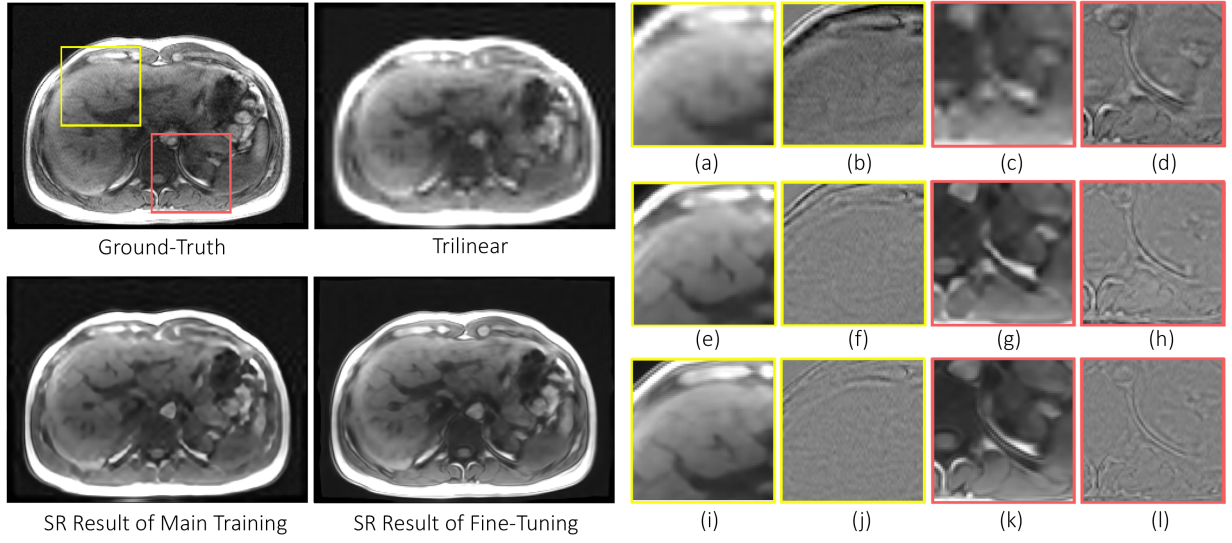 Ground-Truth
Trilinear
SR Result of Main Training
SR Result of Fine-Tuning
(a)
(b)
(c)
(d)
(e)
(f)
(g)
(h)
(i)
(j)
(k)
(l)